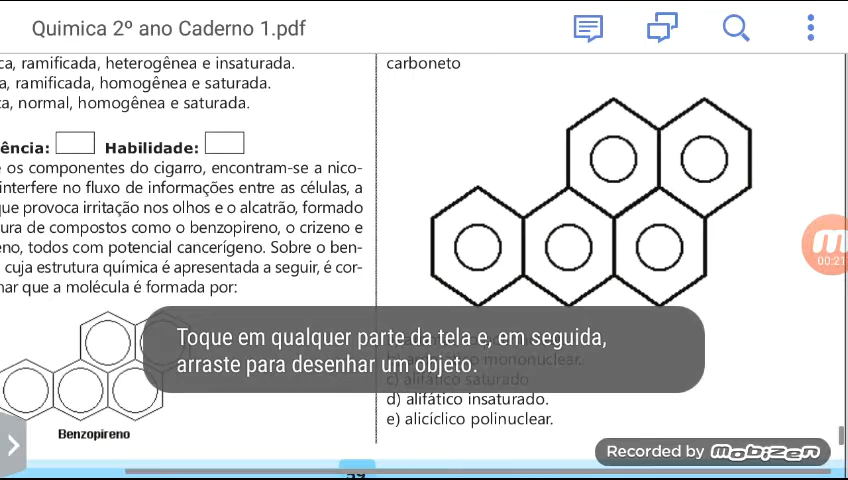 Quimica 2º ano Caderno 1.pdf
ca, ramificada, heterogênea e insaturada.
a, ramificada, homogênea e saturada.
ca, normal, homogênea e saturada.
ência: Habilidade:
e os componentes do cigarro, encontram-se a nico-
interfere no fluxo de informações entre as células, a
que provoca irritação nos olhos e o alcatrão, formado
ura de compostos como o benzopireno, o crizeno e
eno, todos com potencial cancerígeno. Sobre o ben-
cuja estrutura química é apresentada a seguir, é cor-
nar que a molécula é formada por:
Benzopireno
carboneto
b) aromático mononuclear.
c) alifático saturado
d) alifático insaturado.
e) alicíclico polinuclear.
Toque em qualquer parte da tela e, em seguida,
arraste para desenhar um objeto.
00:21
Recorded by mobizen
59